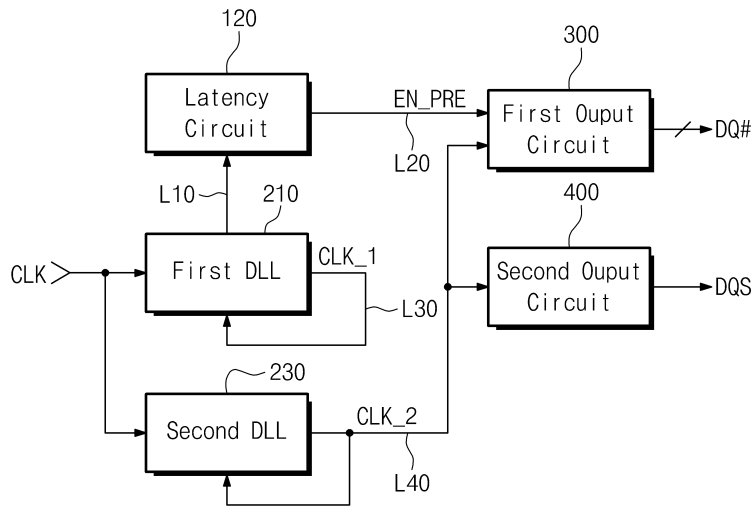 120
Latency
Circuit
EN_PRE
L20
300
First Ouput
Circuit
DQ#
L10
210
First DLL
CLK_1
L30
CLK
400
Second Ouput
Circuit
DQS
230
Second DLL
CLK_2
L40